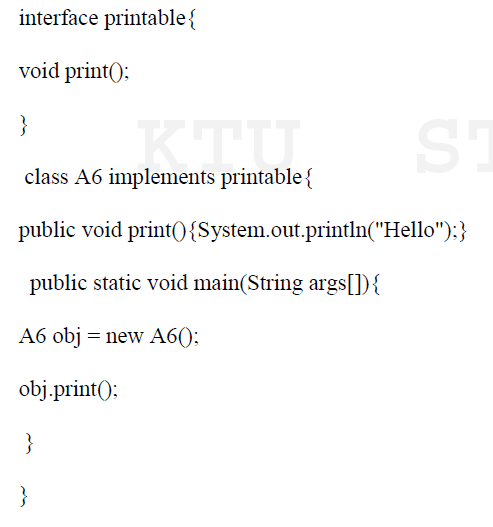 interface printable{
void print();
}
KTU ST
class A6 implements printable{
public void print(){System.out.println("Hello");}
public static void main(String args[]){
A6 obj = new A6();
obj.print();
}
}